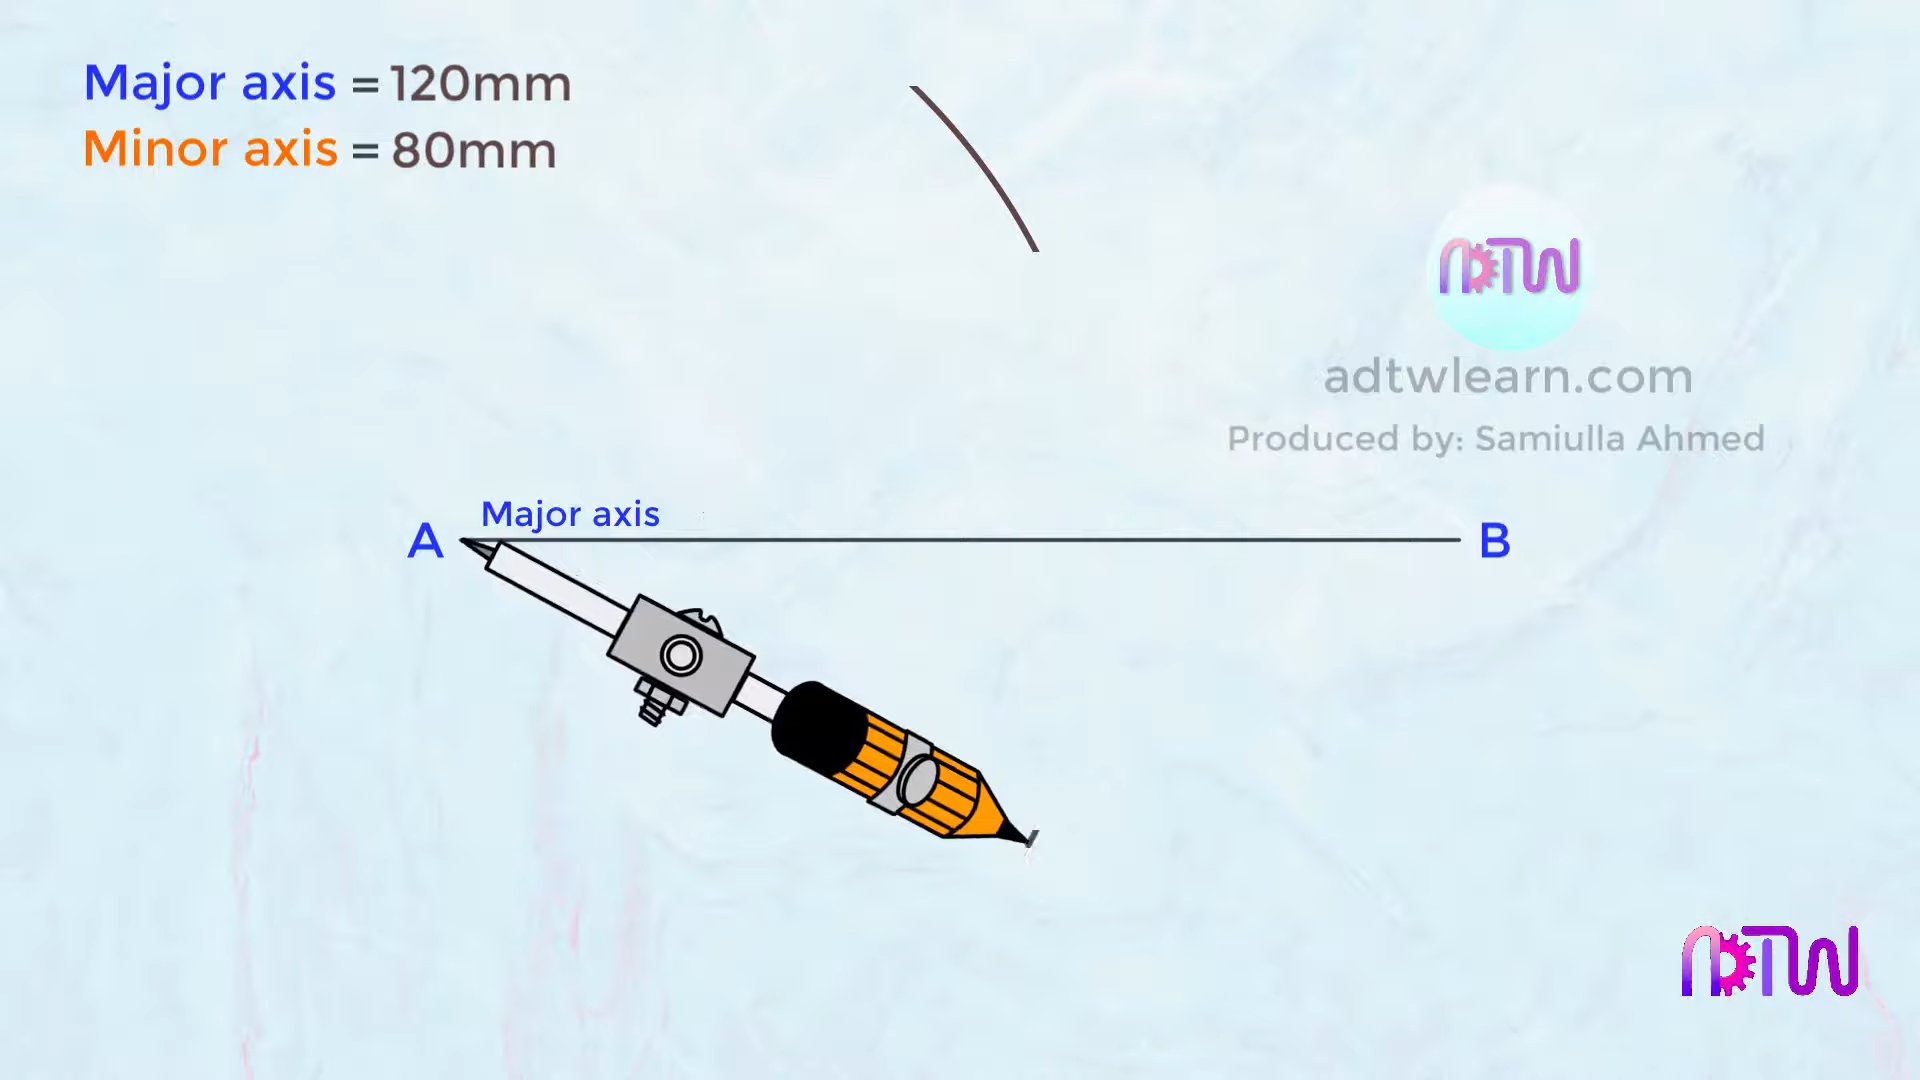 Major axis = 120mm
Minor axis = 80mm
adtwlearn.com
Produced by: Samiulla Ahmed
Major axis
A
B